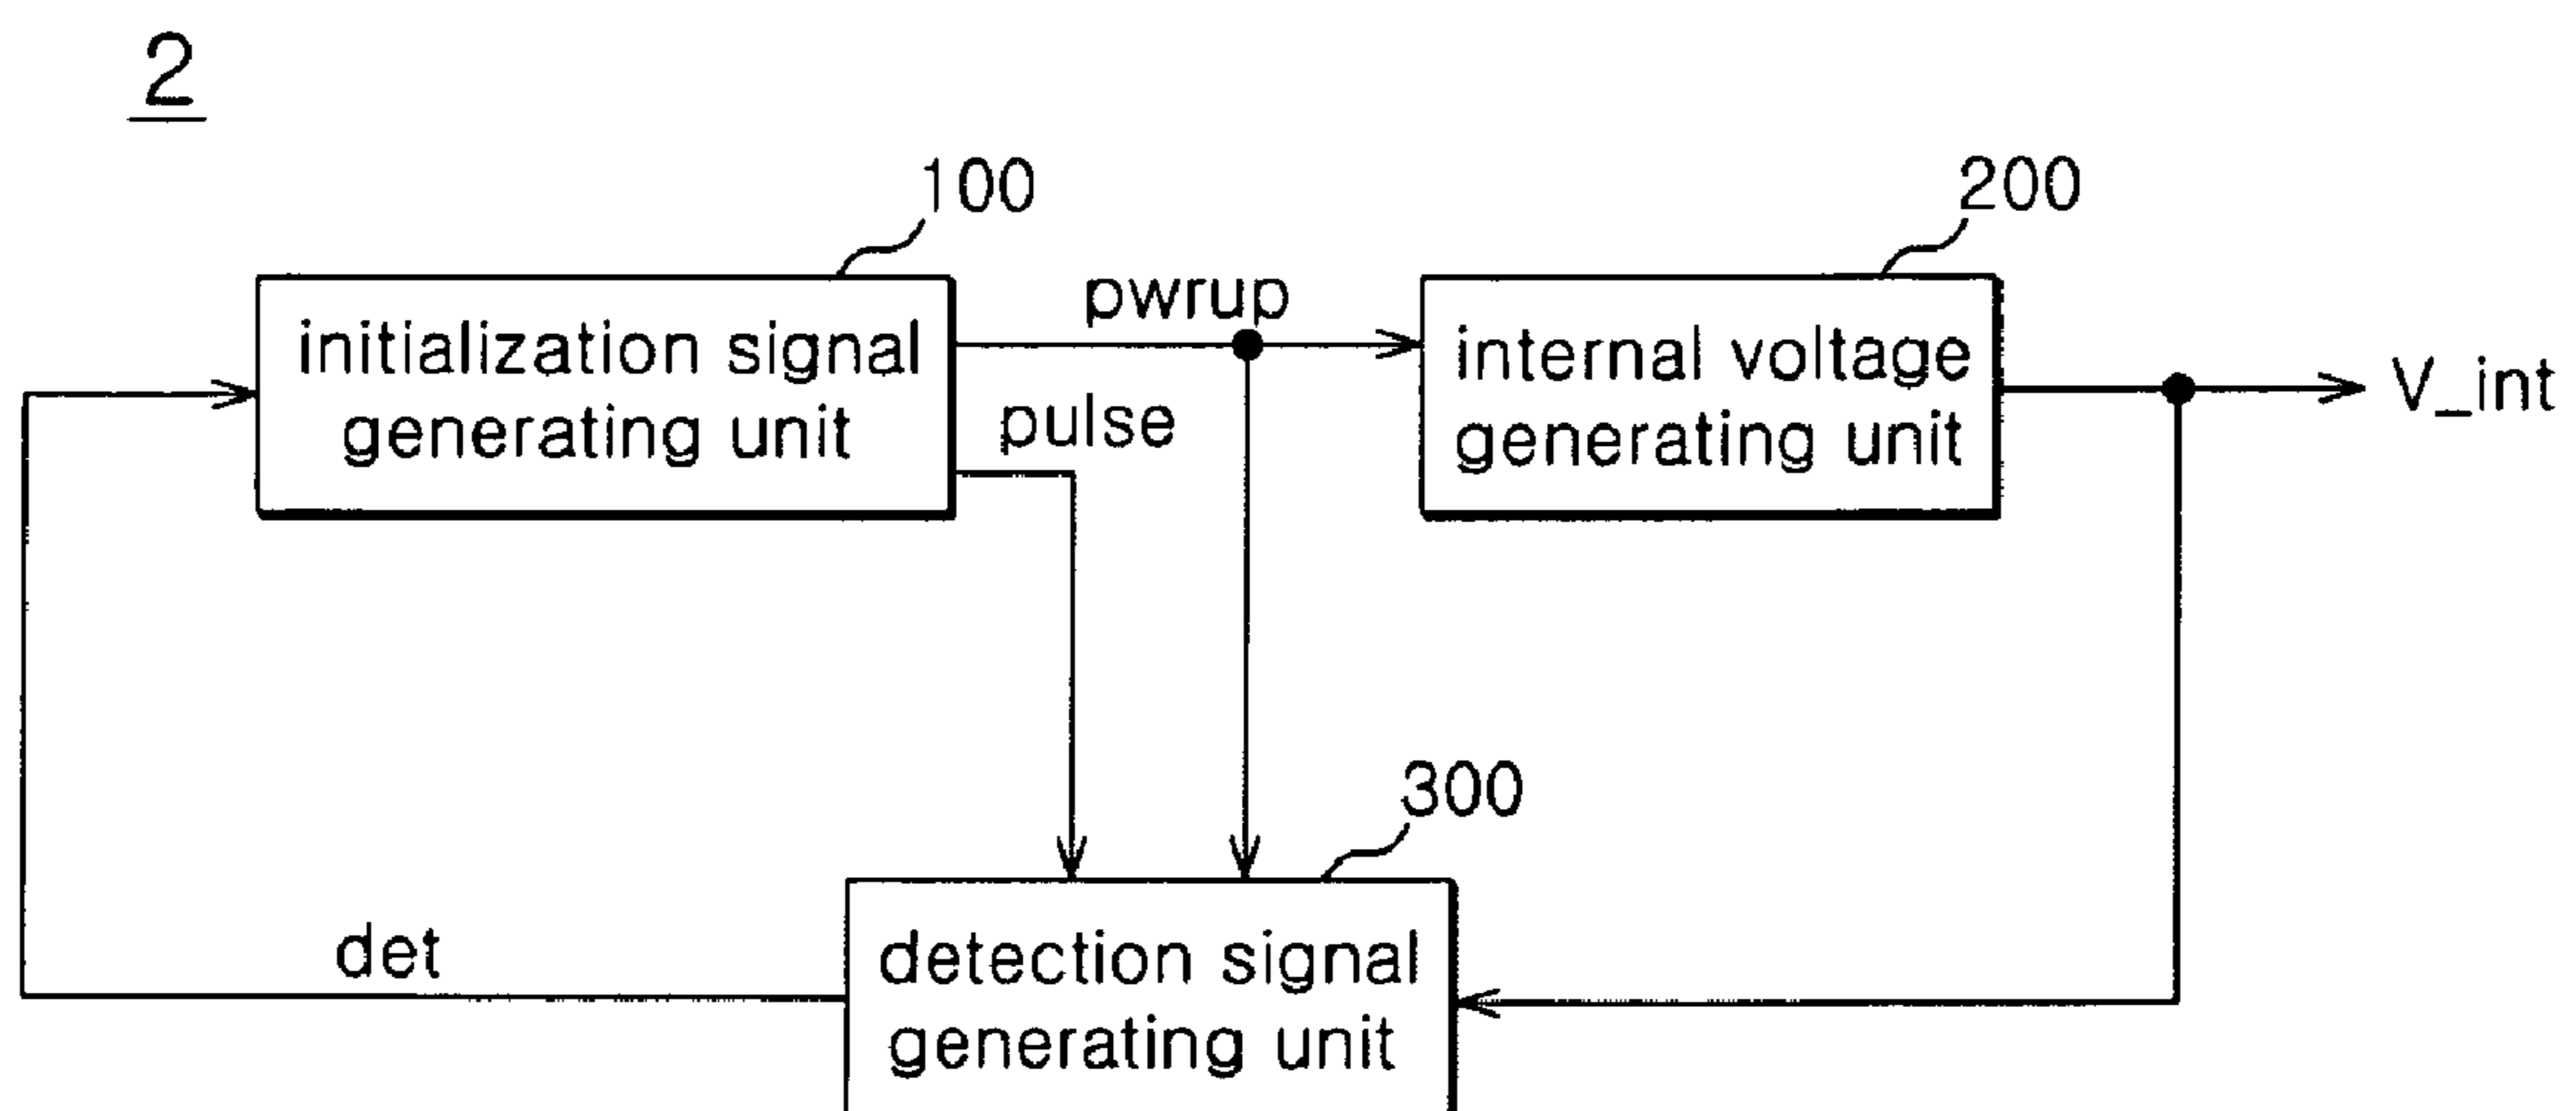 2
100
200
pwrup
initialization signal
generating unit
internal voltage
generating unit
V_int
pulse
300
det
detection signal
generating unit